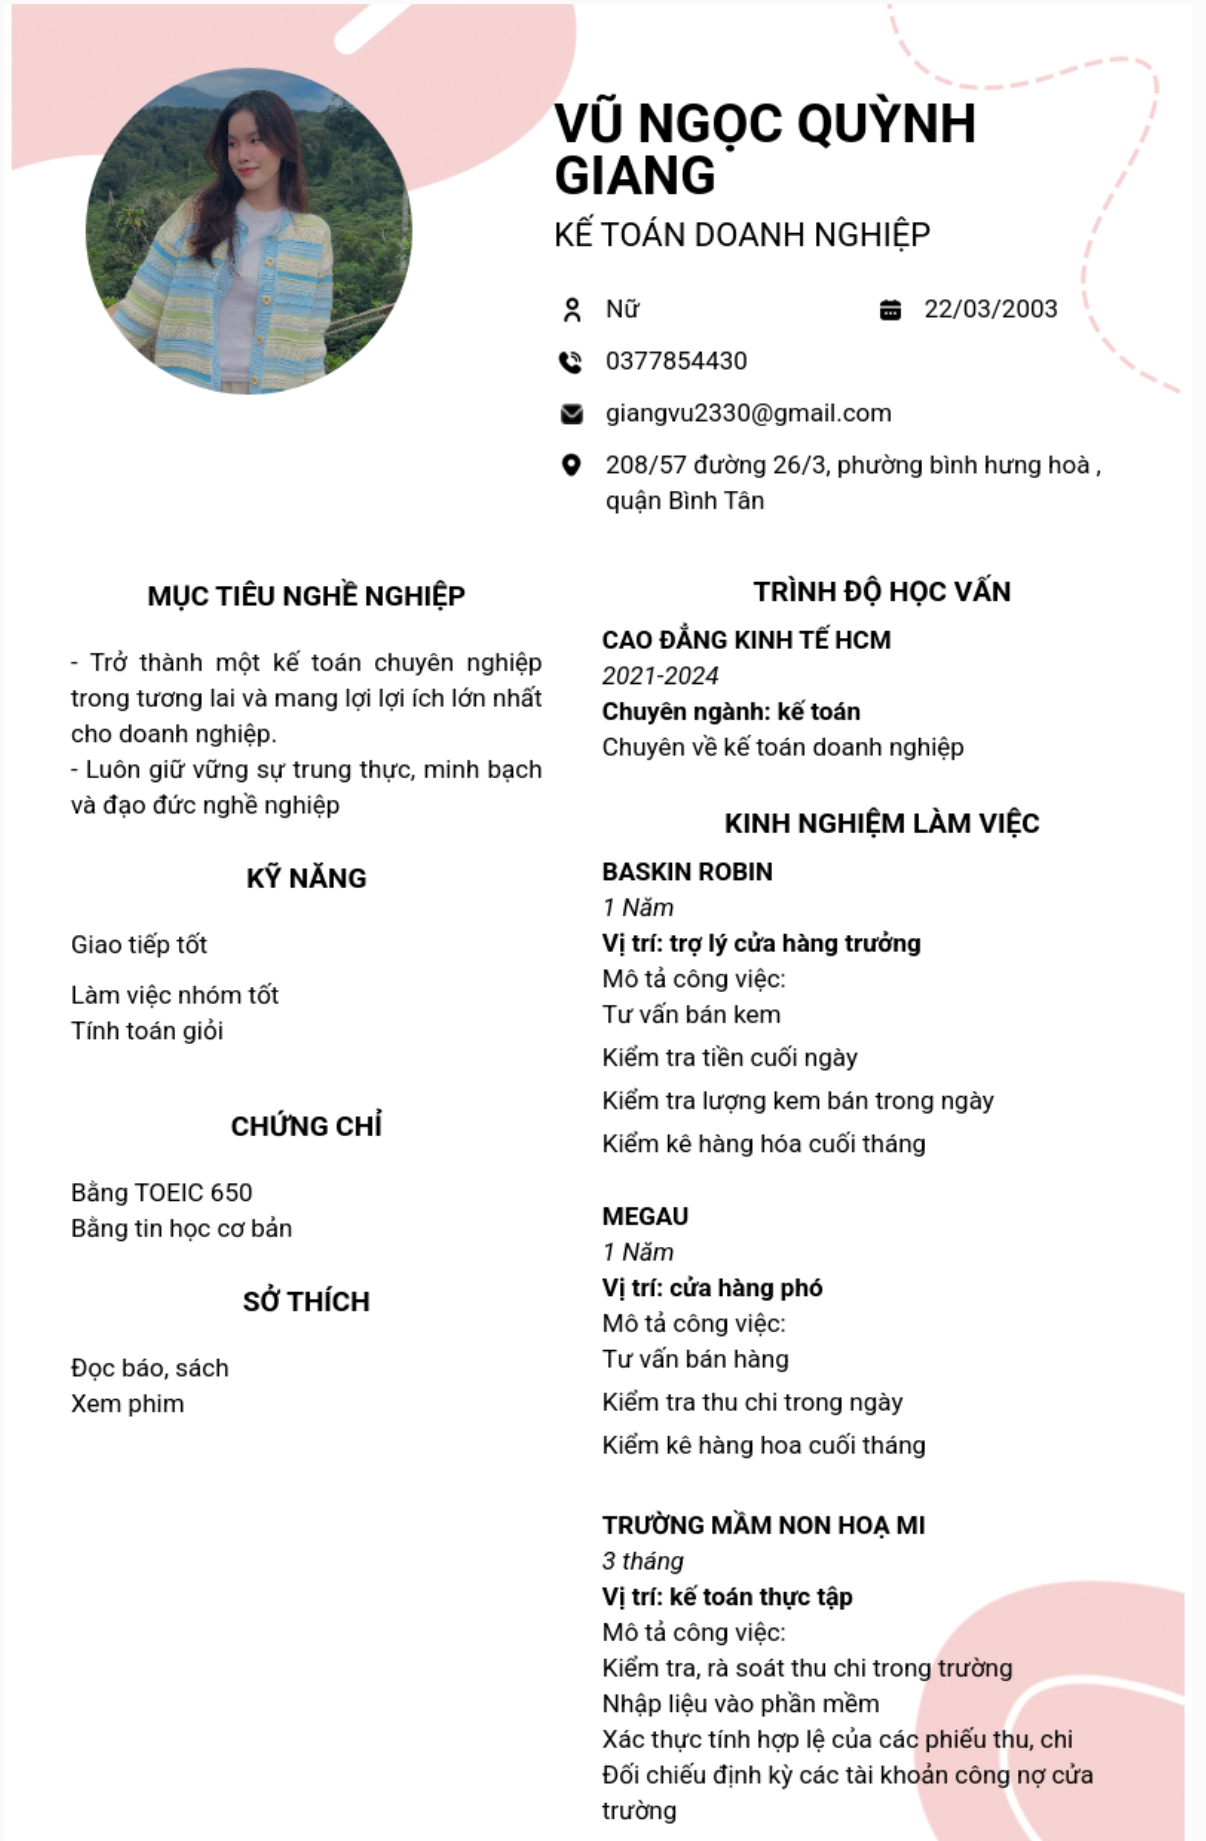 VŨ NGỌC QUỲNH
GIANG
KẾ TOÁN DOANH NGHIỆP
Nữ
22/03/2003
0377854430
giangvu2330@gmail.com
208/57 đường 26/3, phường bình hưng hoà ,
quận Bình Tân
MỤC TIÊU NGHỀ NGHIỆP
- Trở thành một kế toán chuyên nghiệp
trong tương lai và mang lợi lợi ích lớn nhất
cho doanh nghiệp.
- Luôn giữ vững sự trung thực, minh bạch
và đạo đức nghề nghiệp
KỸ NĂNG
Giao tiếp tốt
Làm việc nhóm tốt
Tính toán giỏi
CHỨNG CHỈ
Bằng TOEIC 650
Bằng tin học cơ bản
SỞ THÍCH
Đọc báo, sách
Xem phim
TRÌNH ĐỘ HỌC VẤN
CAO ĐẲNG KINH TẾ HCM
2021-2024
Chuyên ngành: kế toán
Chuyên về kế toán doanh nghiệp
KINH NGHIỆM LÀM VIỆC
BASKIN ROBIN
1 Năm
Vị trí: trợ lý cửa hàng trưởng
Mô tả công việc:
Tư vấn bán kem
Kiểm tra tiền cuối ngày
Kiểm tra lượng kem bán trong ngày
Kiểm kê hàng hóa cuối tháng
MEGAU
1 Năm
Vị trí: cửa hàng phó
Mô tả công việc:
Tư vấn bán hàng
Kiểm tra thu chi trong ngày
Kiểm kê hàng hoa cuối tháng
TRƯỜNG MẦM NON HOẠ MI
3 tháng
Vị trí: kế toán thực tập
Mô tả công việc:
Kiểm tra, rà soát thu chi trong trường
Nhập liệu vào phần mềm
Xác thực tính hợp lệ của các phiếu thu, chi
Đối chiếu định kỳ các tài khoản công nợ cửa
trường